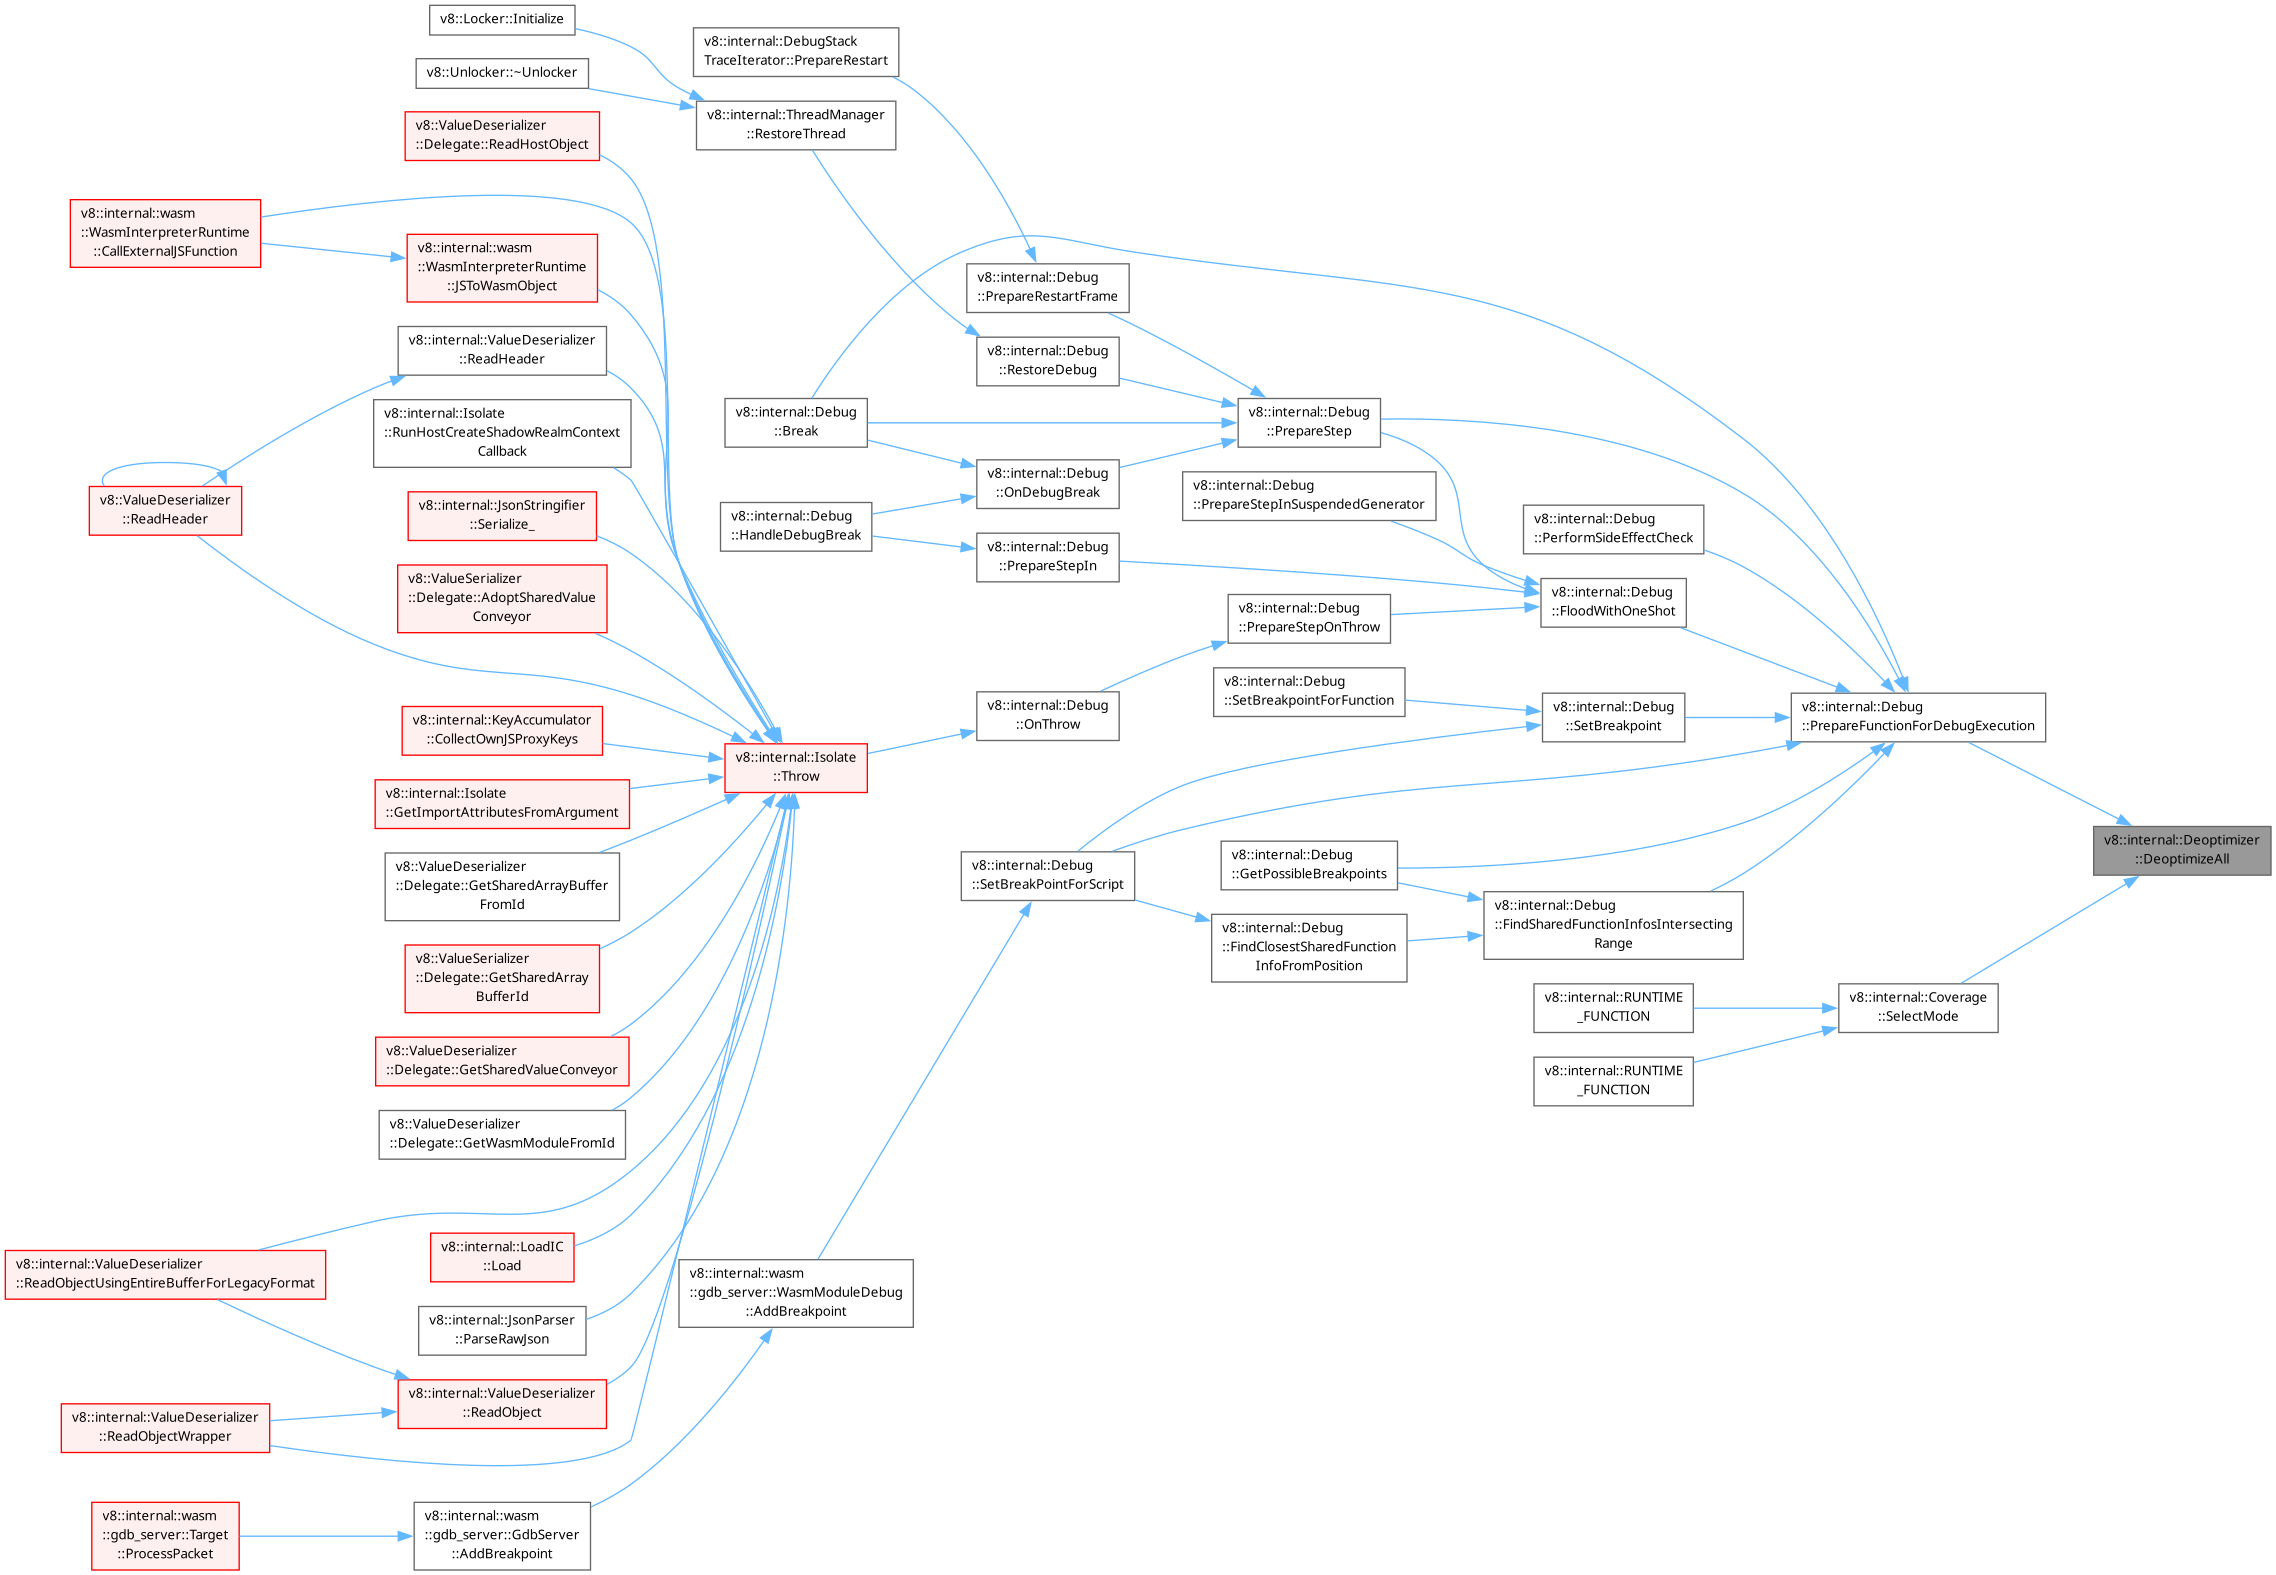 v8::Locker::Initialize
v8::Unlocker::~Unlocker
v8::ValueDeserializer
::Delegate::ReadHostObject
v8::internal::wasm
::WasmInterpreterRuntime
::CallExternalJSFunction
v8::internal::wasm
::WasmInterpreterRuntime
::JSToWasmObject
v8::internal::ValueDeserializer
::ReadHeader
v8::internal::Isolate
::RunHostCreateShadowRealmContext
Callback
v8::ValueDeserializer
::ReadHeader
v8::internal::JsonStringifier
::Serialize_
v8::ValueSerializer
::Delegate::AdoptSharedValue
Conveyor
v8::internal::KeyAccumulator
::CollectOwnJSProxyKeys
v8::internal::Isolate
::GetImportAttributesFromArgument
v8::ValueDeserializer
::Delegate::GetSharedArrayBuffer
FromId
v8::ValueSerializer
::Delegate::GetSharedArray
BufferId
v8::ValueDeserializer
::Delegate::GetSharedValueConveyor
v8::ValueDeserializer
::Delegate::GetWasmModuleFromId
v8::internal::ValueDeserializer
::ReadObjectUsingEntireBufferForLegacyFormat
v8::internal::LoadIC
::Load
v8::internal::JsonParser
::ParseRawJson
v8::internal::ValueDeserializer
::ReadObject
v8::internal::ValueDeserializer
::ReadObjectWrapper
v8::internal::wasm
::gdb_server::Target
::ProcessPacket
v8::internal::wasm
::gdb_server::GdbServer
::AddBreakpoint
v8::internal::DebugStack
TraceIterator::PrepareRestart
v8::internal::ThreadManager
::RestoreThread
v8::internal::Debug
::Break
v8::internal::Debug
::HandleDebugBreak
v8::internal::Isolate
::Throw
v8::internal::wasm
::gdb_server::WasmModuleDebug
::AddBreakpoint
v8::internal::Debug
::PrepareRestartFrame
v8::internal::Debug
::RestoreDebug
v8::internal::Debug
::OnDebugBreak
v8::internal::Debug
::PrepareStepIn
v8::internal::Debug
::OnThrow
v8::internal::Debug
::SetBreakPointForScript
v8::internal::Debug
::PrepareStep
v8::internal::Debug
::PrepareStepInSuspendedGenerator
v8::internal::Debug
::PrepareStepOnThrow
v8::internal::Debug
::SetBreakpointForFunction
v8::internal::Debug
::GetPossibleBreakpoints
v8::internal::Debug
::FindClosestSharedFunction
InfoFromPosition
v8::internal::Debug
::PerformSideEffectCheck
v8::internal::Debug
::FloodWithOneShot
v8::internal::Debug
::SetBreakpoint
v8::internal::Debug
::FindSharedFunctionInfosIntersecting
Range
v8::internal::RUNTIME
_FUNCTION
v8::internal::RUNTIME
_FUNCTION
v8::internal::Debug
::PrepareFunctionForDebugExecution
v8::internal::Coverage
::SelectMode
v8::internal::Deoptimizer
::DeoptimizeAll